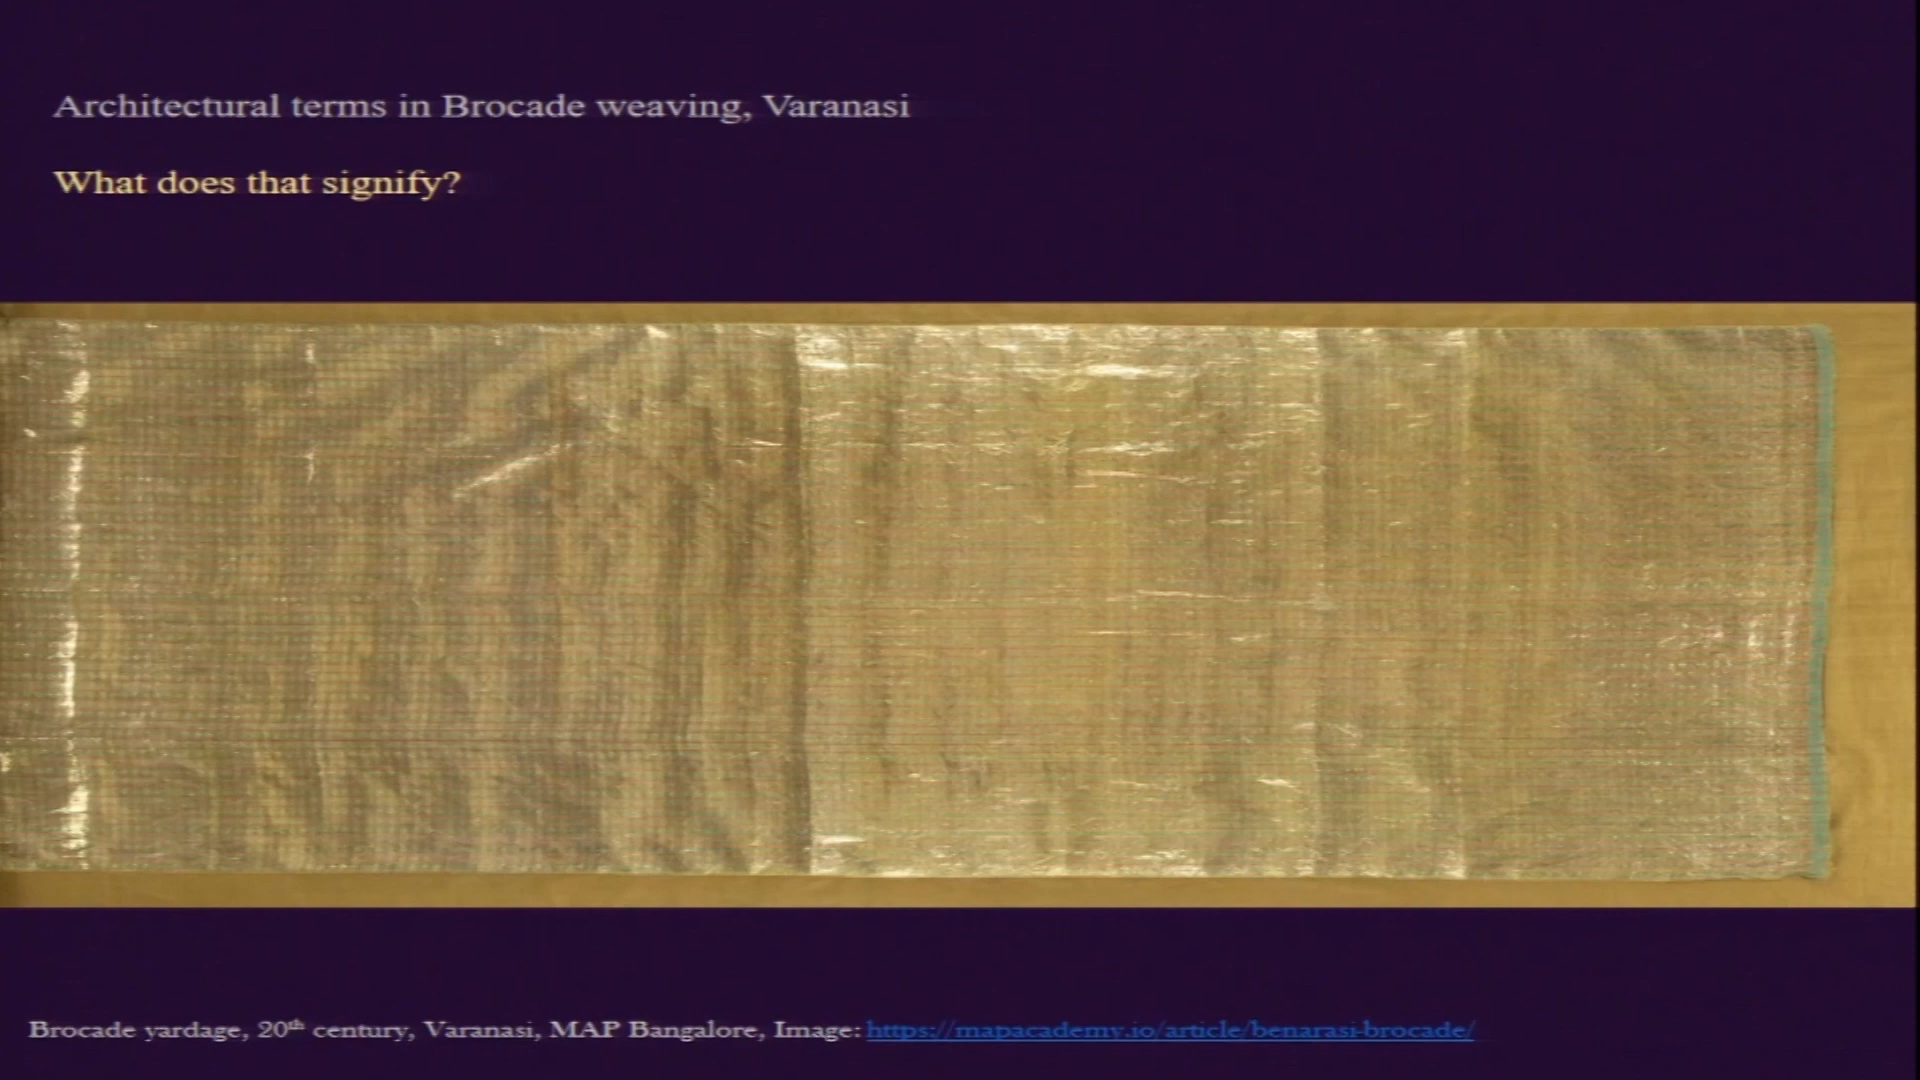 Architectural terms in Brocade weaving, Varanasi
What does that signify?
Brocade yardage, 20th century, Varanasi, MAP Bangalore, Image: https://mapacademy.io/article/benarasi-brocade/